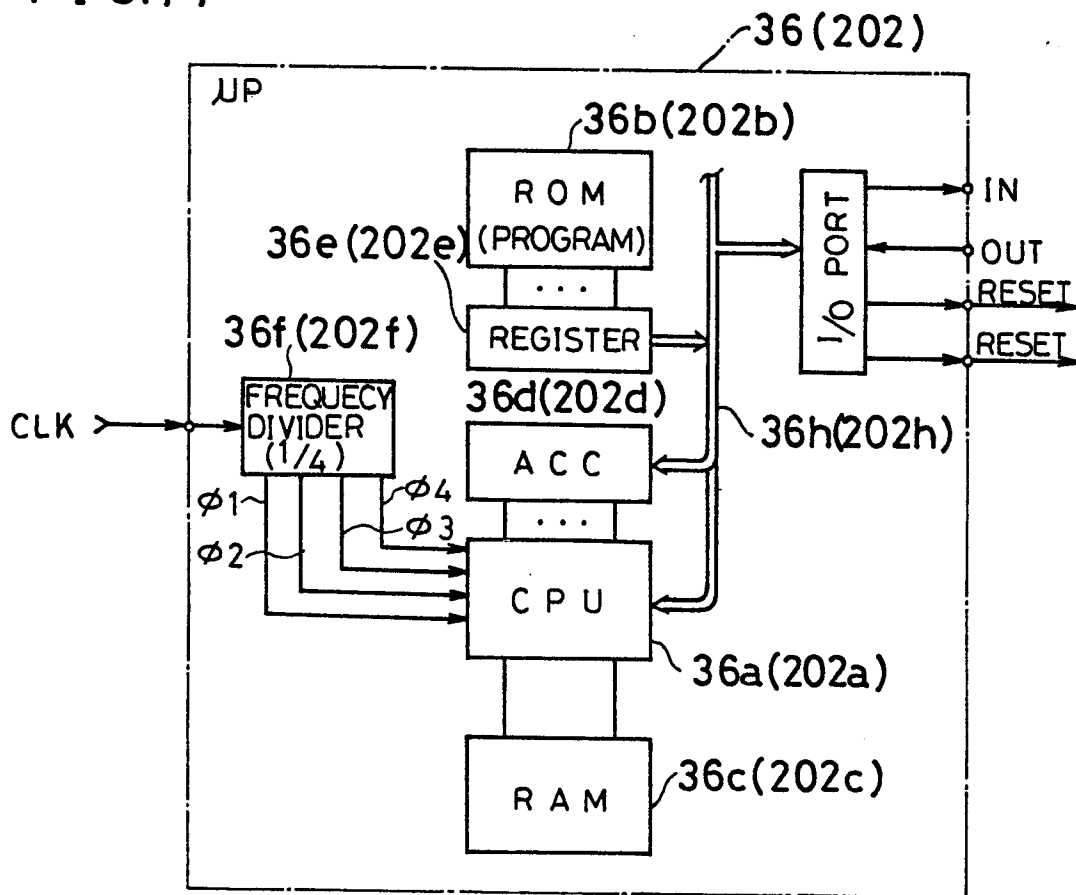 36(202)
μP
36b(202b)
ROM
(PROGRAM)
36e(202e)
...
REGISTER
I/O PORT
IN
OUT
RESET
RESET
36f(202f)
FREQUECY
DIVIDER
(1/4)
CLK
36d(202d)
ACC
36h(202h)
...
φ1
φ2
φ3
φ4
CPU
36a(202a)
RAM
36c(202c)